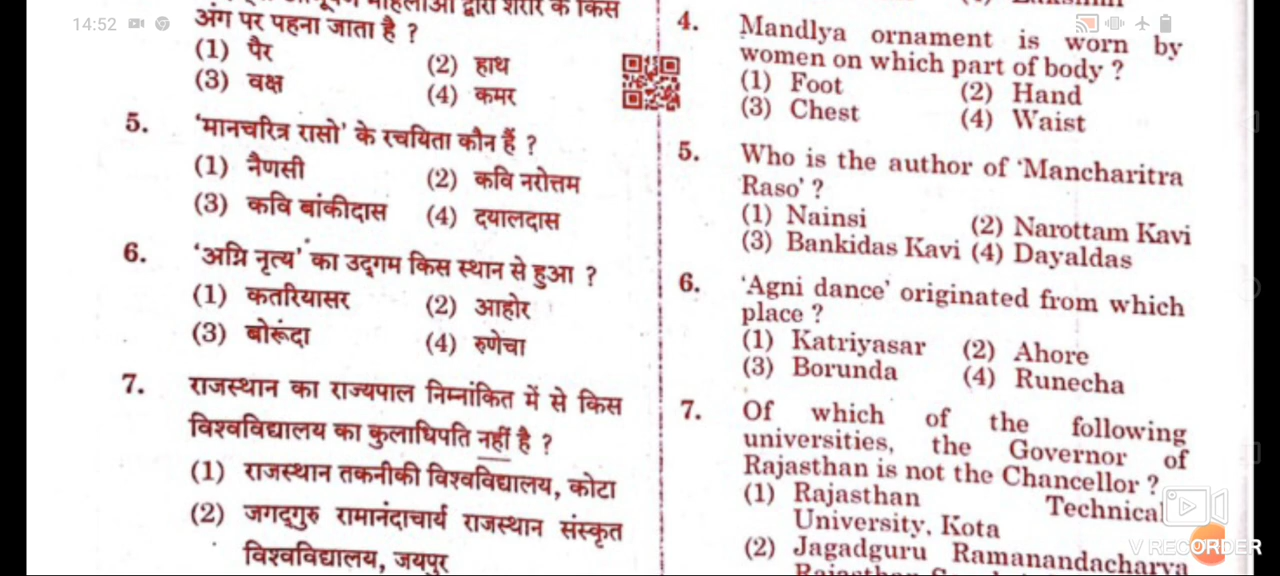 14:52
अंग पर पहना जाता है ?
(1) पैर (2) हाथ
(3) वक्ष (4) कमर
5. 'मानचरित्र रासो' के रचयिता कौन हैं ?
(1) नैणसी (2) कवि नरोत्तम
(3) कवि बांकीदास (4) दयालदास
6. 'अग्नि नृत्य' का उद्गम किस स्थान से हुआ ?
(1) कतरियासर (2) आहोर
(3) बोरूंदा (4) रुणेचा
7. राजस्थान का राज्यपाल निम्नांकित में से किस
विश्वविद्यालय का कुलाधिपति नहीं है ?
(1) राजस्थान तकनीकी विश्वविद्यालय, कोटा
(2) जगद्गुरु रामानंदाचार्य राजस्थान संस्कृत
विश्वविद्यालय, जयपुर
4. Mandlya ornament is worn by
women on which part of body ?
(1) Foot (2) Hand
(3) Chest (4) Waist
5. Who is the author of 'Mancharitra
Raso' ?
(1) Nainsi (2) Narottam Kavi
(3) Bankidas Kavi (4) Dayaldas
6. 'Agni dance' originated from which
place ?
(1) Katriyasar (2) Ahore
(3) Borunda (4) Runecha
7. Of which of the following
universities, the Governor of
Rajasthan is not the Chancellor ?
(1) Rajasthan Technical
University, Kota
(2) Jagadguru Ramanandacharya
V RECORDER